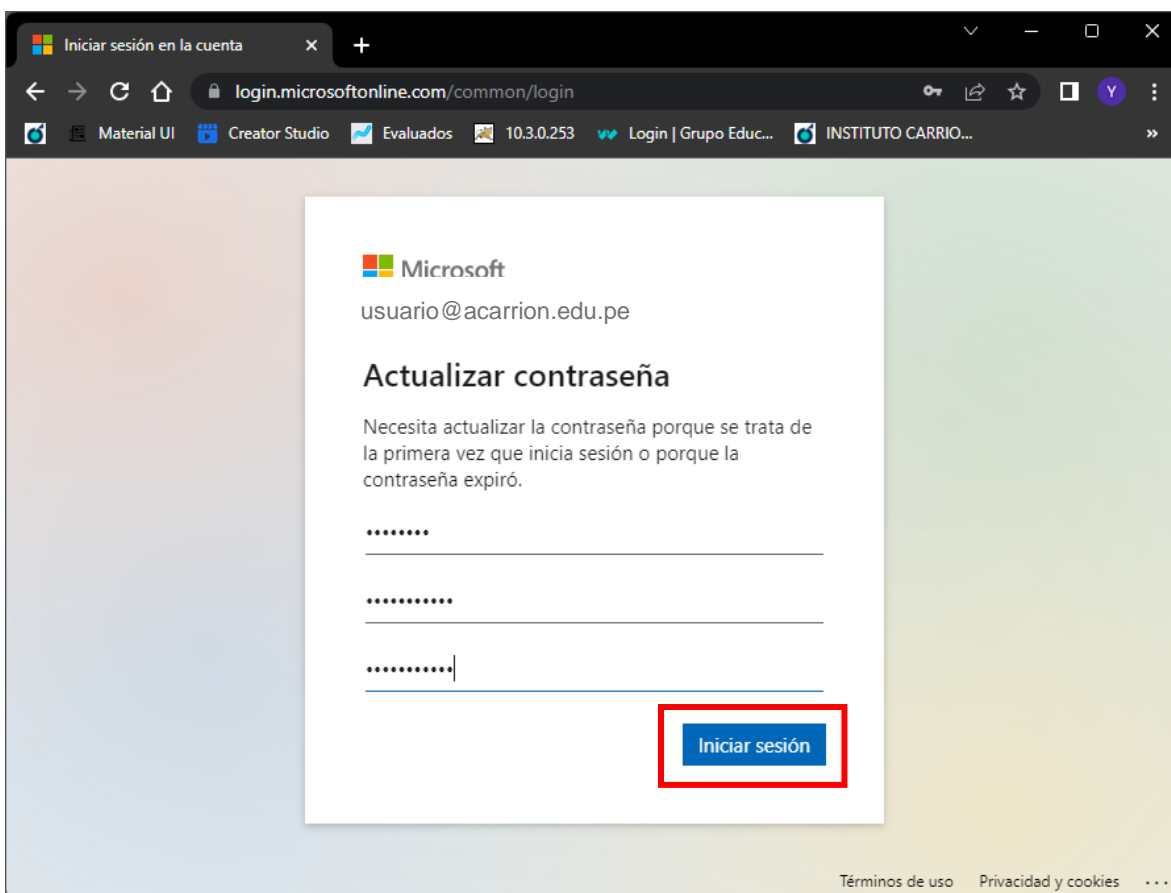 Iniciar sesión en la cuenta
login.microsoftonline.com/common/login
Y
Material UI
Creator Studio
Evaluados
10.3.0.253
Login | Grupo Educ...
INSTITUTO CARRIO...
»
Microsoft
usuario@acarrion.edu.pe
Actualizar contraseña
Necesita actualizar la contraseña porque se trata de
la primera vez que inicia sesión o porque la
contraseña expiró.
••••••••
•••••••••••
•••••••••••
Iniciar sesión
Términos de uso Privacidad y cookies ...